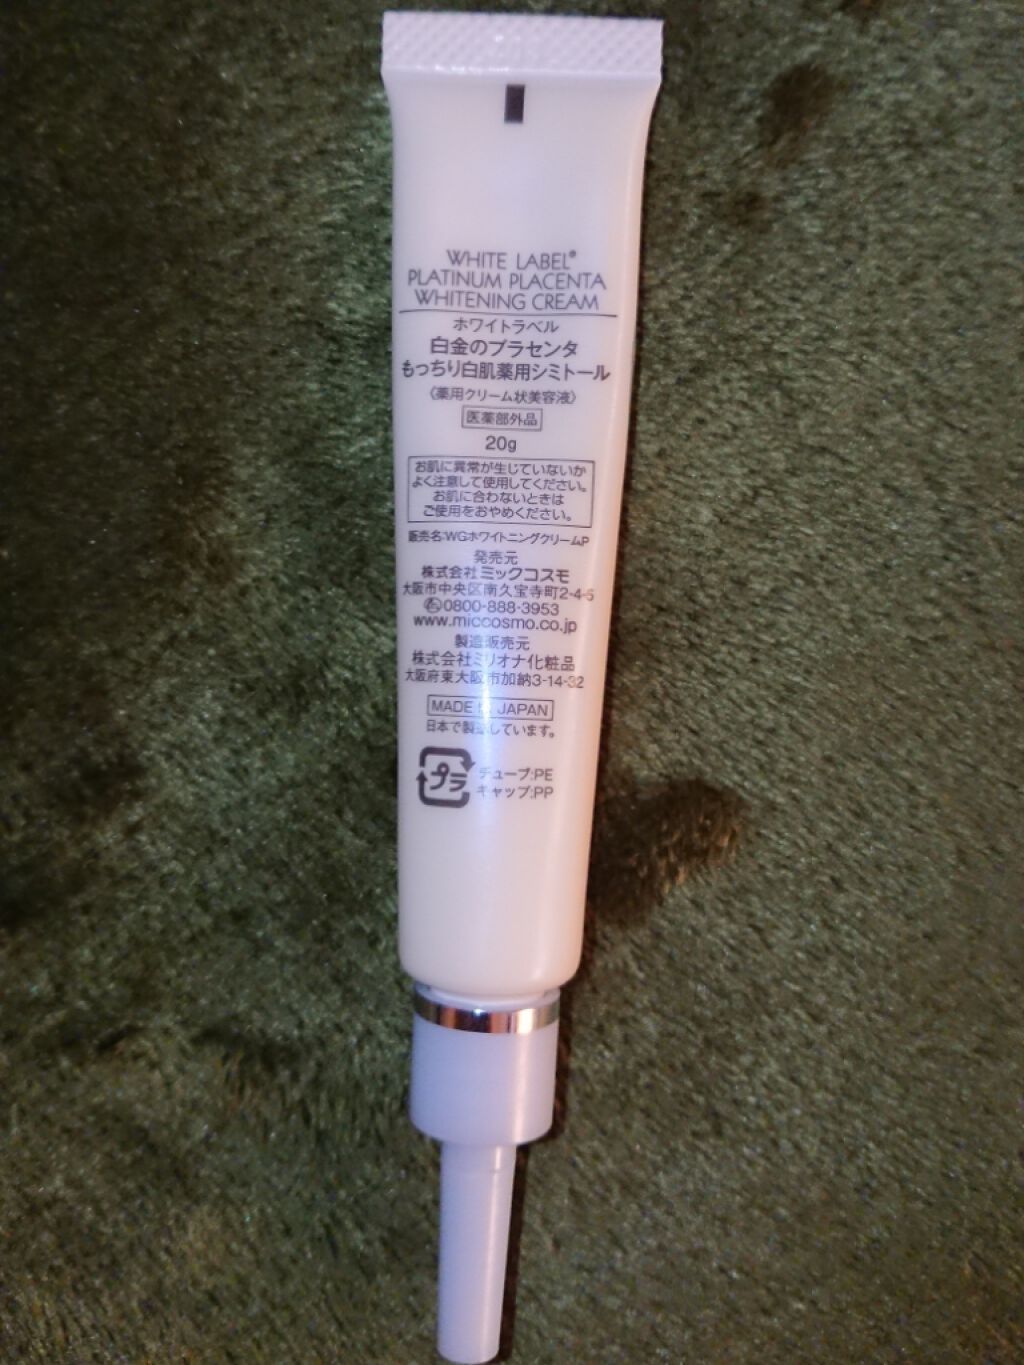 WHITE LABEL®
PLATINUM PLACENTA
WHITENING CREAM
ホワイトラベル
白金のプラセンタ
もっちり白肌薬用シミトール
〈薬用クリーム状美容液〉
医薬部外品
20g
お肌に異常が生じていないか
よく注意して使用してください。
お肌に合わないときは
ご使用をおやめください。
販売名:WGホワイトニングクリームP
発売元
株式会社ミックコスモ
大阪市中央区南久宝寺町2-4-5
0800-888-3953
www.miccosmo.co.jp
製造販売元
株式会社ミリオナ化粧品
大阪府東大阪市加納3-14-32
MADE in JAPAN
日本で製造しています。
プラ
チューブ:PE
キャップ:PP